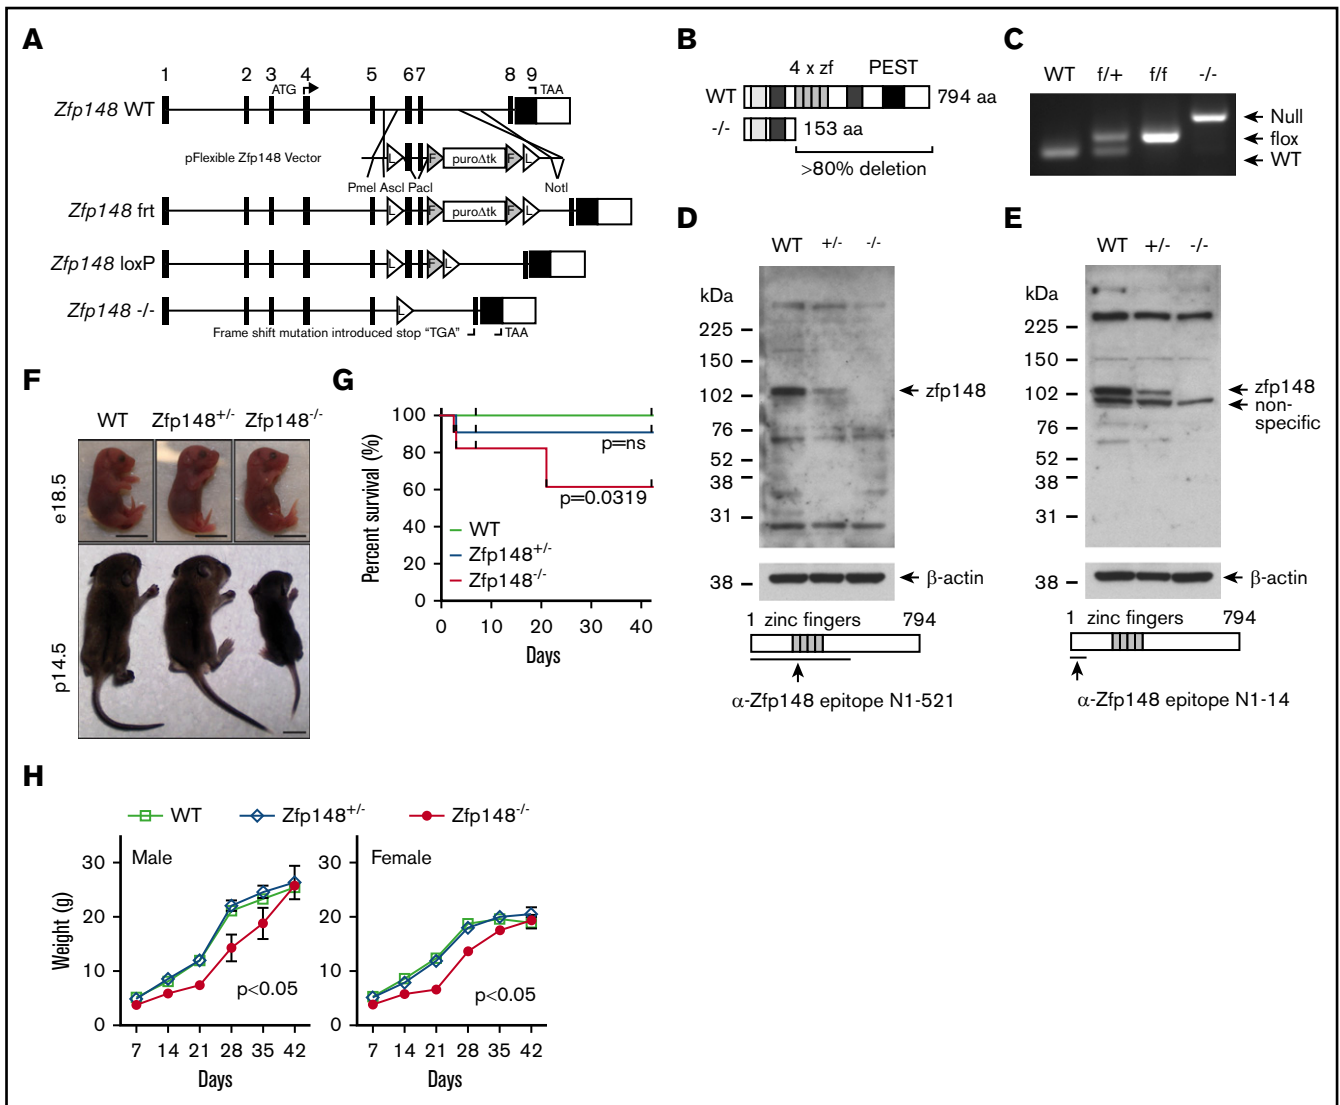 A
1 2 3 4 5 6 7 8 9
ATG
TAA
Zfp148 WT
pFlexible Zfp148 Vector
L F puroΔtk F L
PmeI AscI PacI NotI
Zfp148 frt
L F puroΔtk F L
Zfp148 loxP
L F L
Zfp148 -/-
L
Frame shift mutation introduced stop “TGA”
TAA
B
4 x zf PEST
WT 794 aa
-/- 153 aa
>80% deletion
C
WT f/+ f/f -/-
Null
flox
WT
D
WT +/- -/-
kDa
225
150
102
76
52
38
31
zfp148
38
β-actin
1 zinc fingers 794
α-Zfp148 epitope N1-521
E
WT +/- -/-
kDa
225
150
102
76
52
38
31
zfp148
non-
specific
38
β-actin
1 zinc fingers 794
α-Zfp148 epitope N1-14
F
WT Zfp148+/- Zfp148-/-
e18.5
p14.5
G
Percent survival (%)
100
80
60
40
20
0
p=ns
p=0.0319
WT
Zfp148+/-
Zfp148-/-
0 10 20 30 40
Days
H
WT Zfp148+/- Zfp148-/-
Weight (g)
Male
30
20
10
0
p<0.05
7 14 21 28 35 42
Days
Female
30
20
10
0
p<0.05
7 14 21 28 35 42
Days